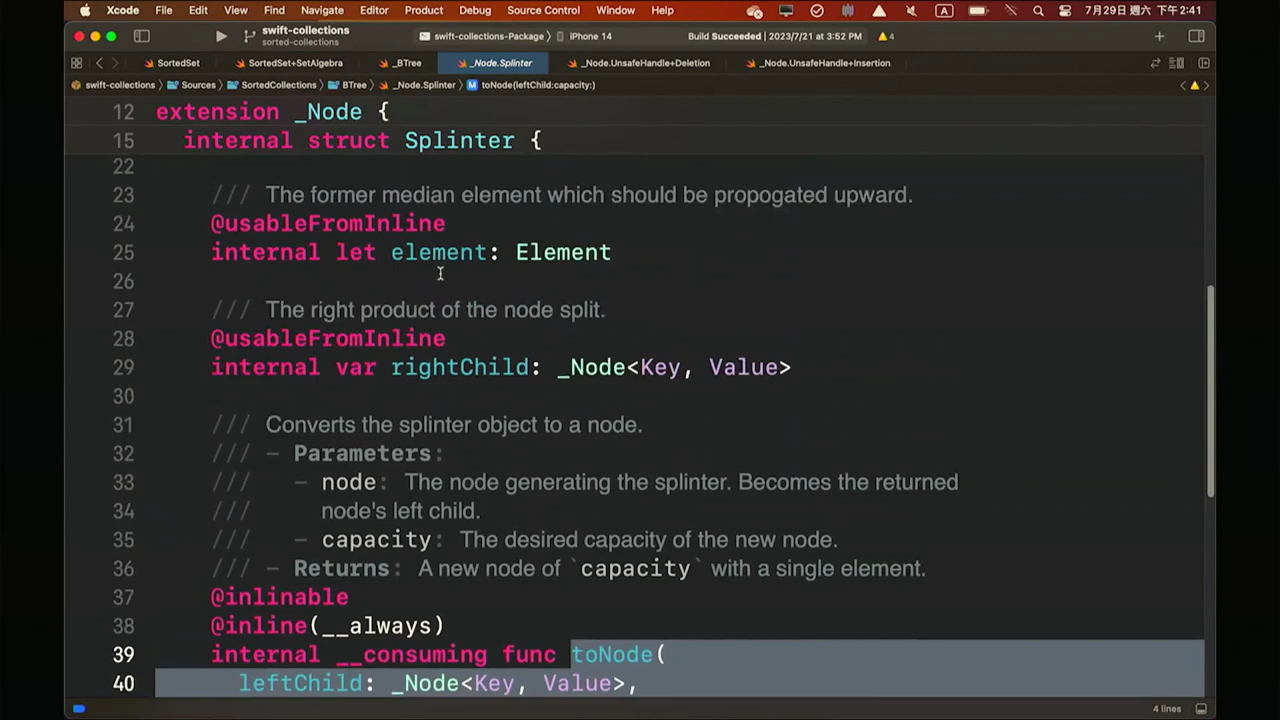 Xcode File Edit View Find Navigate Editor Product Debug Source Control Window Help A 7月29日 週六 下午 2:41
swift-collections
sorted-collections
swift-collections-Package 〉 iPhone 14
Build Succeeded | 2023/7/21 at 3:52 PM 4
SortedSet SortedSet+SetAlgebra _BTree _Node.Splinter _Node.UnsafeHandle+Deletion _Node.UnsafeHandle+Insertion
swift-collections 〉 Sources 〉 SortedCollections 〉 BTree 〉 _Node.Splinter 〉 M toNode(leftChild:capacity:)
12 extension _Node {
15 internal struct Splinter {
22
23 /// The former median element which should be propogated upward.
24 @usableFromInline
25 internal let element: Element
26
27 /// The right product of the node split.
28 @usableFromInline
29 internal var rightChild: _Node<Key, Value>
30
31 /// Converts the splinter object to a node.
32 /// - Parameters:
33 /// - node: The node generating the splinter. Becomes the returned
34 /// node's left child.
35 /// - capacity: The desired capacity of the new node.
36 /// - Returns: A new node of `capacity` with a single element.
37 @inlinable
38 @inline(__always)
39 internal __consuming func toNode(
40 leftChild: _Node<Key, Value>,
4 lines